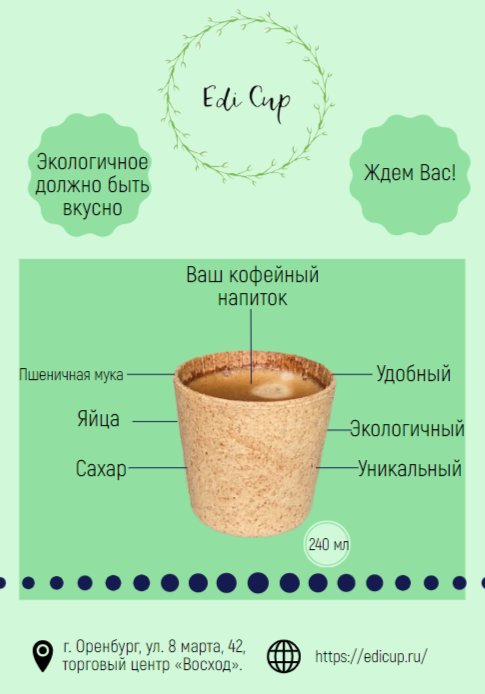 Edi Cup
Экологичное
должно быть
вкусно
Ждем Вас!
Ваш кофейный
напиток
Пшеничная мука
Удобный
Яйца
Экологичный
Сахар
Уникальный
240 мл
г. Оренбург, ул. 8 марта, 42,
торговый центр «Восход».
https://edicup.ru/